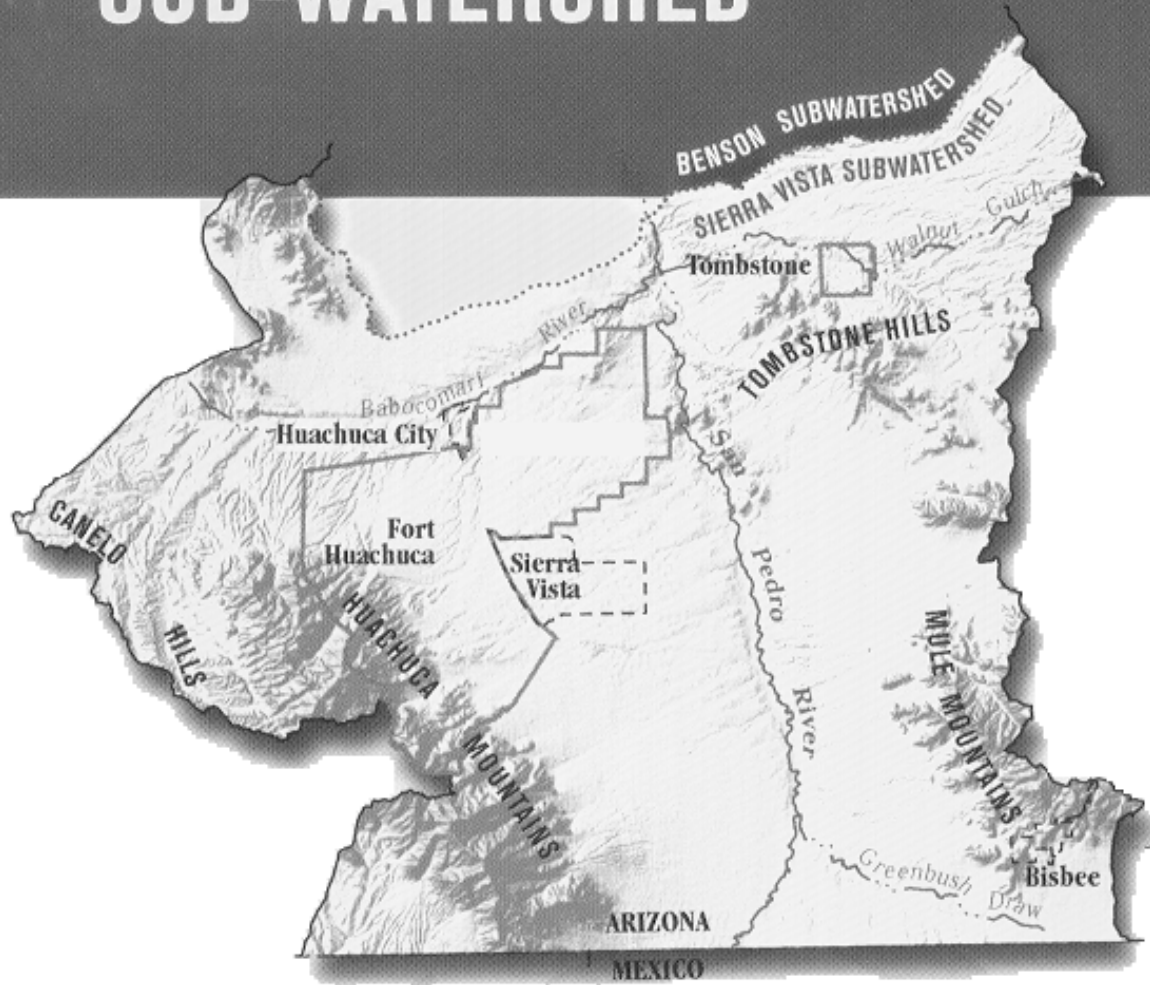 SUB-WATERSHED
BENSON SUBWATERSHED
SIERRA VISTA SUBWATERSHED
Walnut Gulch
Tombstone
TOMBSTONE HILLS
Babocomari River
Huachuca City
San Pedro River
CANELO HILLS
Fort
Huachuca
Sierra
Vista
HUACHUCA MOUNTAINS
MULE MOUNTAINS
Greenbush Draw
Bisbee
ARIZONA
MEXICO